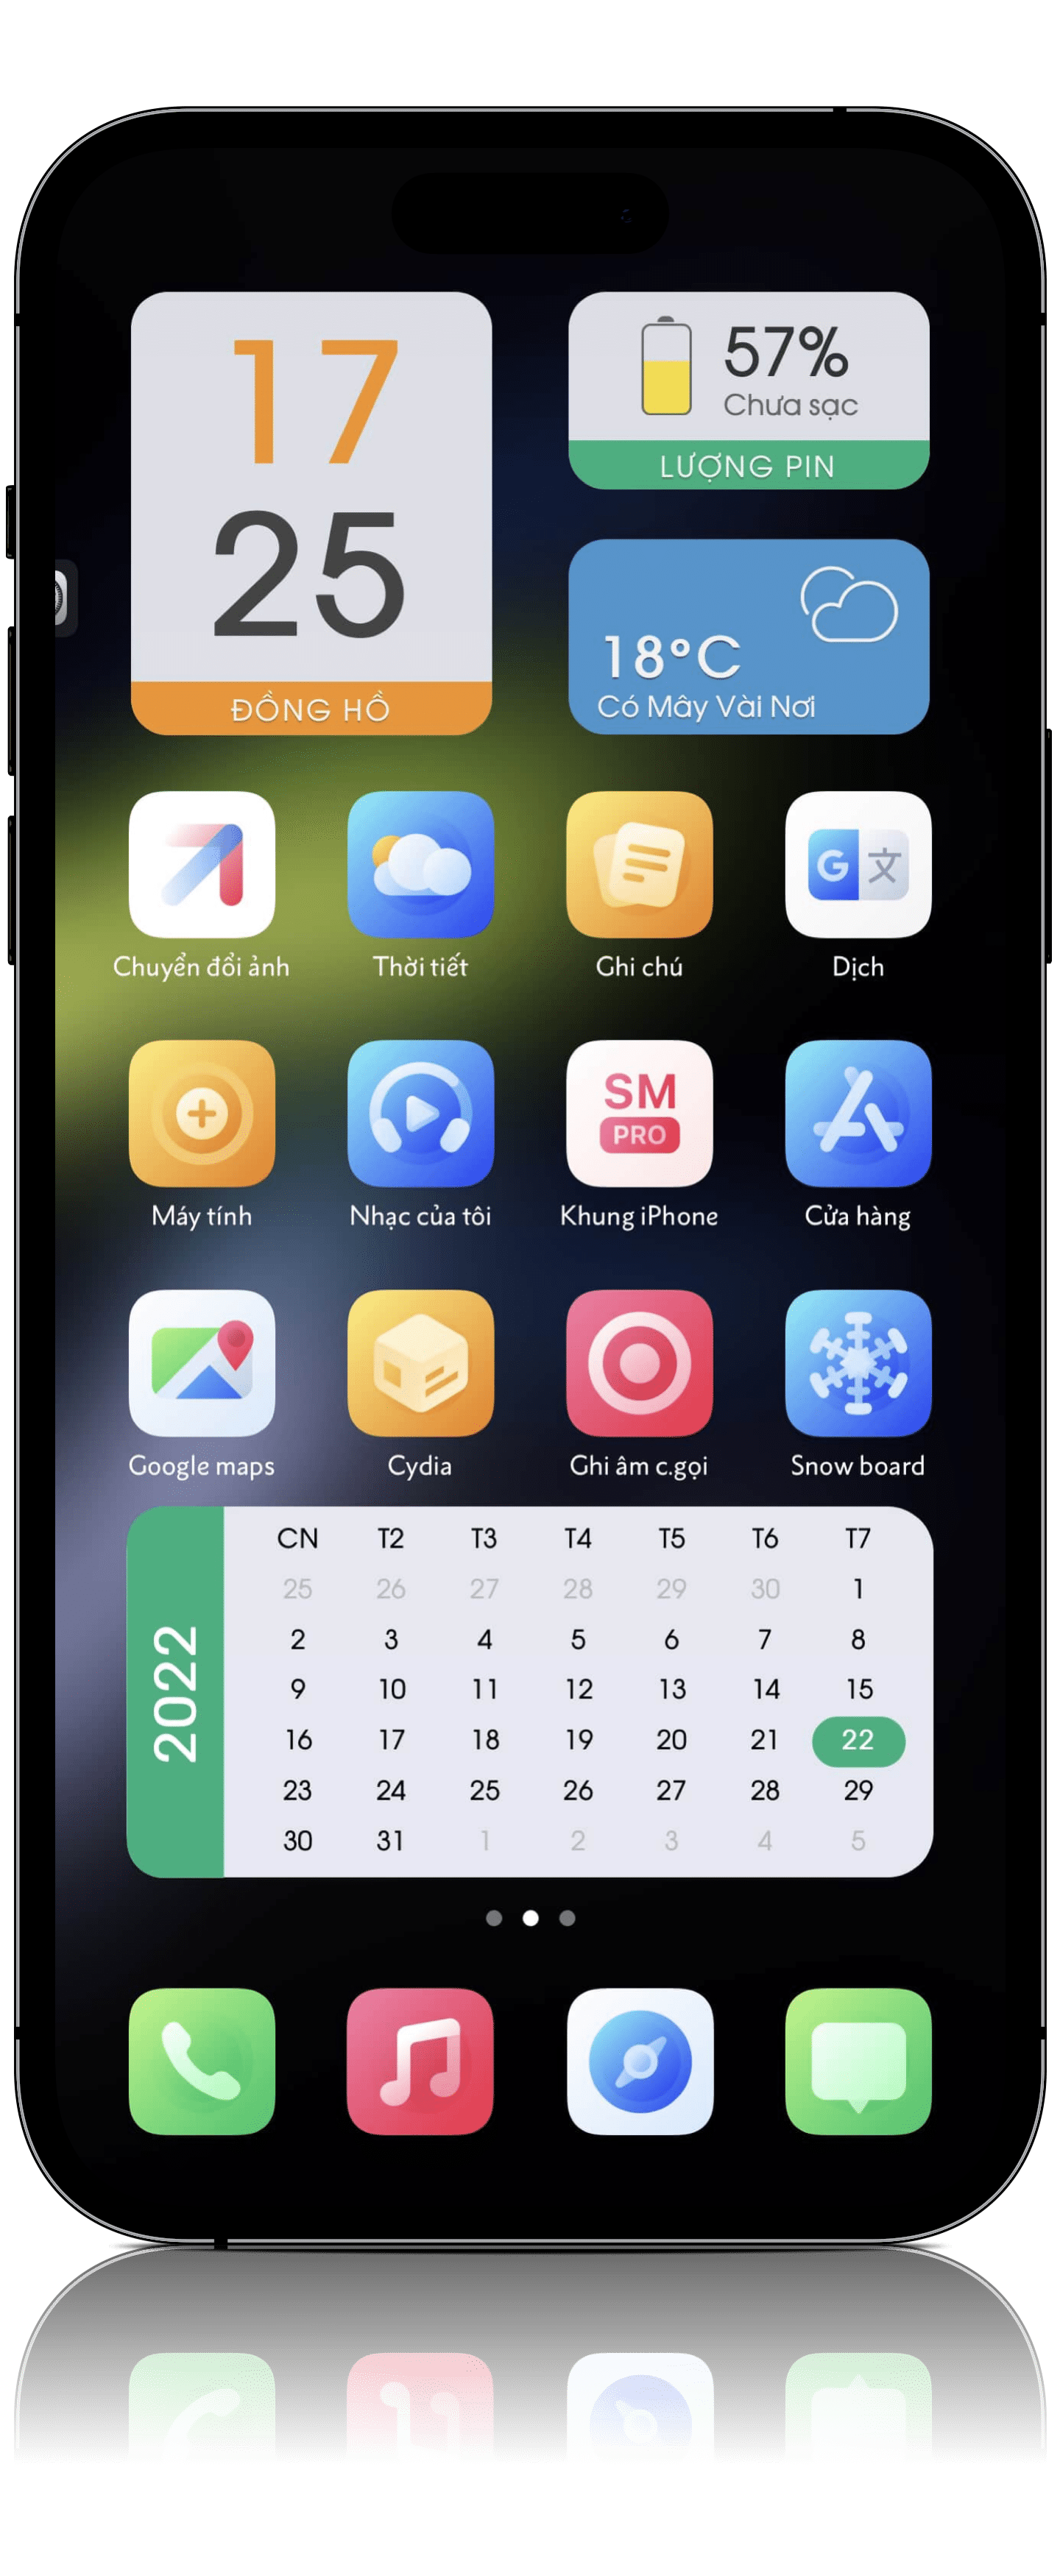 17
25
ĐỒNG HỒ
57%
Chưa sạc
LƯỢNG PIN
18°C
Có Mây Vài Nơi
G 文
Chuyển đổi ảnh Thời tiết Ghi chú Dịch
SM
PRO
Máy tính Nhạc của tôi Khung iPhone Cửa hàng
Google maps Cydia Ghi âm c.gọi Snow board
2022
CN T2 T3 T4 T5 T6 T7
25 26 27 28 29 30 1
2 3 4 5 6 7 8
9 10 11 12 13 14 15
16 17 18 19 20 21 22
23 24 25 26 27 28 29
30 31 1 2 3 4 5